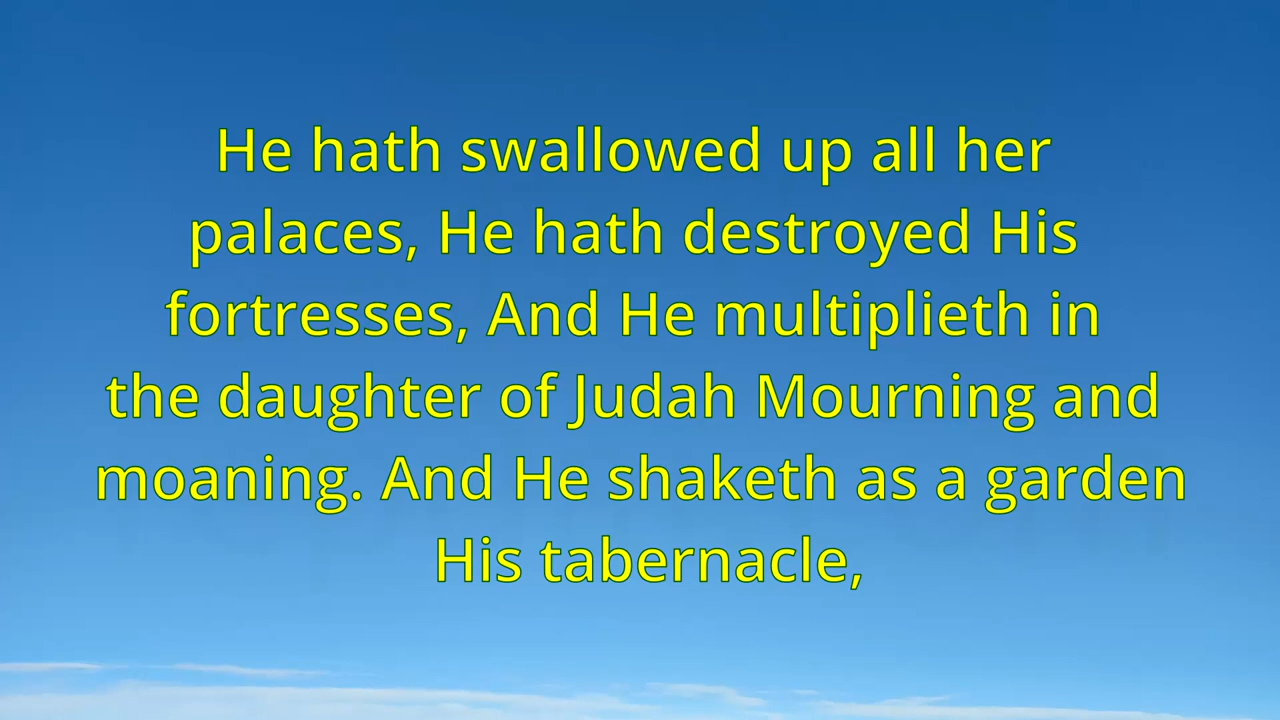 He hath swallowed up all her
palaces, He hath destroyed His
fortresses, And He multiplieth in
the daughter of Judah Mourning and
moaning. And He shaketh as a garden
His tabernacle,